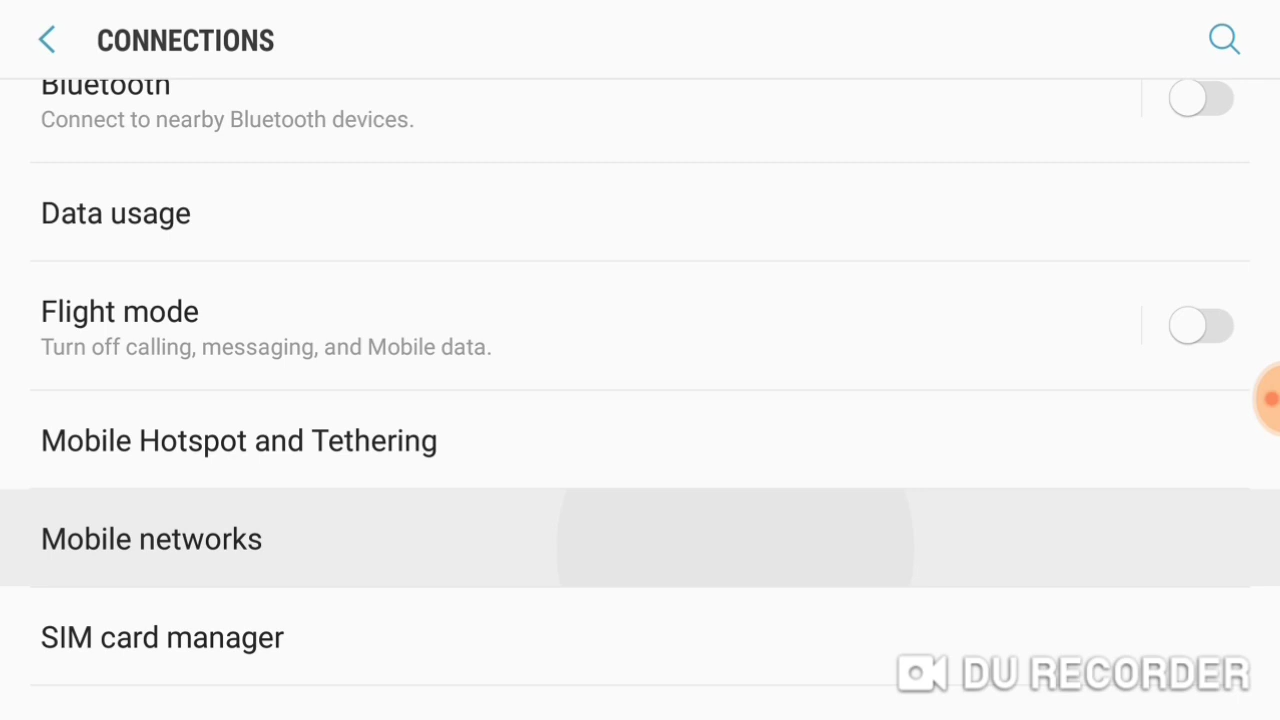 CONNECTIONS
Bluetooth
Connect to nearby Bluetooth devices.
Data usage
Flight mode
Turn off calling, messaging, and Mobile data.
Mobile Hotspot and Tethering
Mobile networks
SIM card manager
DU RECORDER